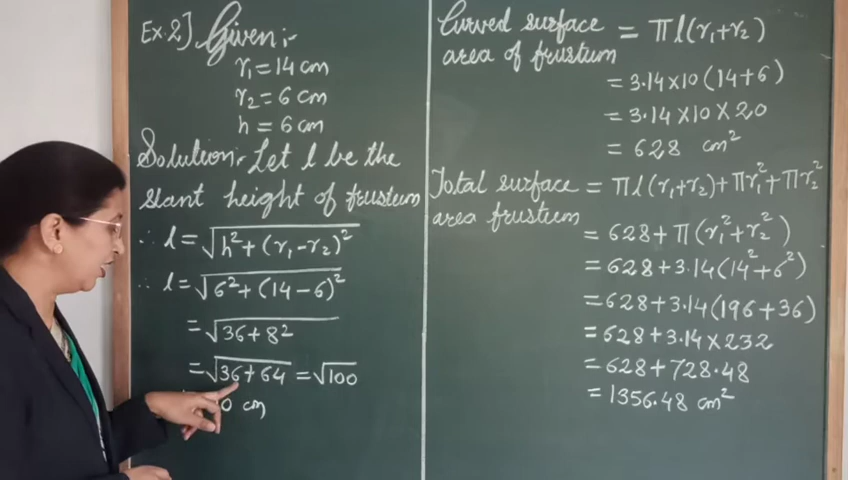 Ex.2] Given:-
r₁ = 14 cm
r₂ = 6 cm
h = 6 cm
Solution:- Let l be the
slant height of frustum
∴ l = √(h² + (r₁ - r₂)²)
∴ l = √(6² + (14 - 6)²)
= √(36 + 8²)
= √(36 + 64) = √100
0 cm
Curved surface = πl(r₁ + r₂)
area of frustum
= 3.14 × 10 (14 + 6)
= 3.14 × 10 × 20
= 628 cm²
Total surface = πl(r₁ + r₂) + πr₁² + πr₂²
area frustum
= 628 + π(r₁² + r₂²)
= 628 + 3.14(14² + 6²)
= 628 + 3.14(196 + 36)
= 628 + 3.14 × 232
= 628 + 728.48
= 1356.48 cm²